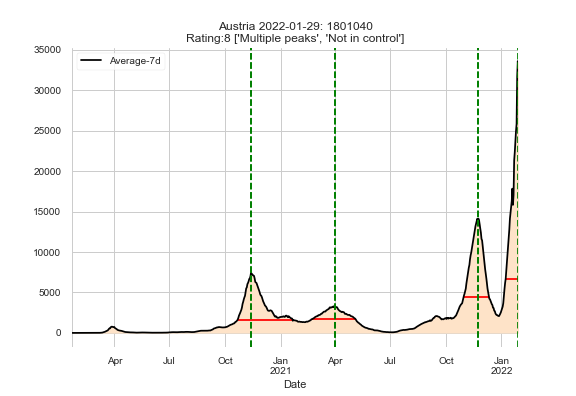 Austria 2022-01-29: 1801040
Rating:8 ['Multiple peaks', 'Not in control']
35000
Average-7d
30000
25000
20000
15000
10000
5000
0
Apr Jul Oct Jan Apr Jul Oct Jan
2021 2022
Date